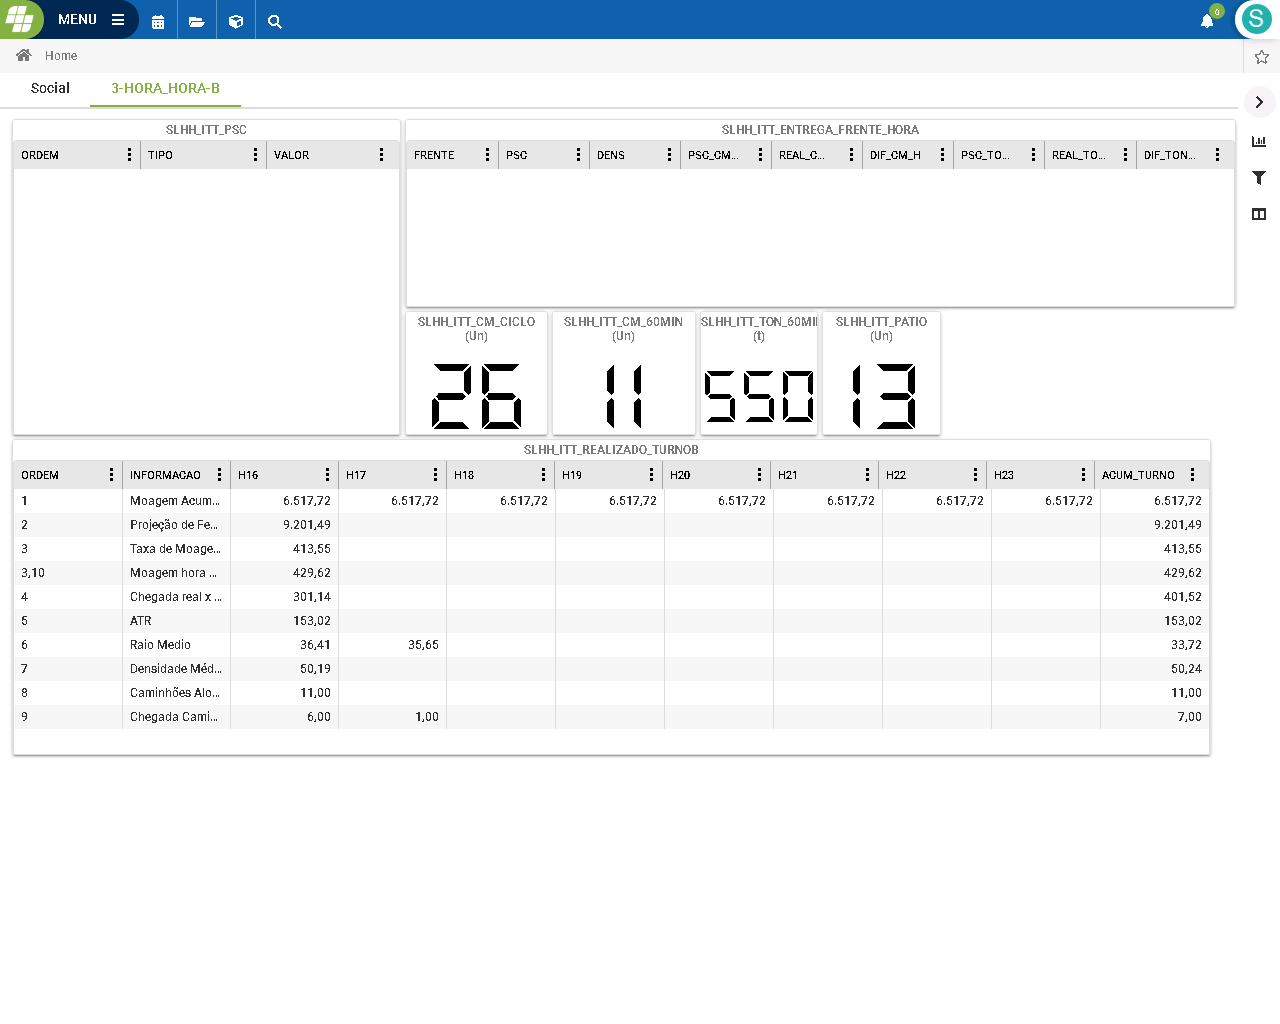 MENU
0
S
Home
Social 3-HORA_HORA-B
SLHH_ITT_PSC
ORDEM TIPO VALOR
SLHH_ITT_ENTREGA_FRENTE_HORA
FRENTE PSC DENS PSC_CM... REAL_C... DIF_CM_H PSC_TO... REAL_TO... DIF_TON...
SLHH_ITT_CM_CICLO
(Un)
26
SLHH_ITT_CM_60MIN
(Un)
11
SLHH_ITT_TON_60MI
(t)
550
SLHH_ITT_PATIO
(Un)
13
SLHH_ITT_REALIZADO_TURNOB
ORDEM INFORMACAO H16 H17 H18 H19 H20 H21 H22 H23 ACUM_TURNO
1 Moagem Acum... 6.517,72 6.517,72 6.517,72 6.517,72 6.517,72 6.517,72 6.517,72 6.517,72 6.517,72
2 Projeção de Fe... 9.201,49 9.201,49
3 Taxa de Moage... 413,55 413,55
3,10 Moagem hora ... 429,62 429,62
4 Chegada real x ... 301,14 401,52
5 ATR 153,02 153,02
6 Raio Medio 36,41 35,65 33,72
7 Densidade Méd... 50,19 50,24
8 Caminhões Alo... 11,00 11,00
9 Chegada Cami... 6,00 1,00 7,00